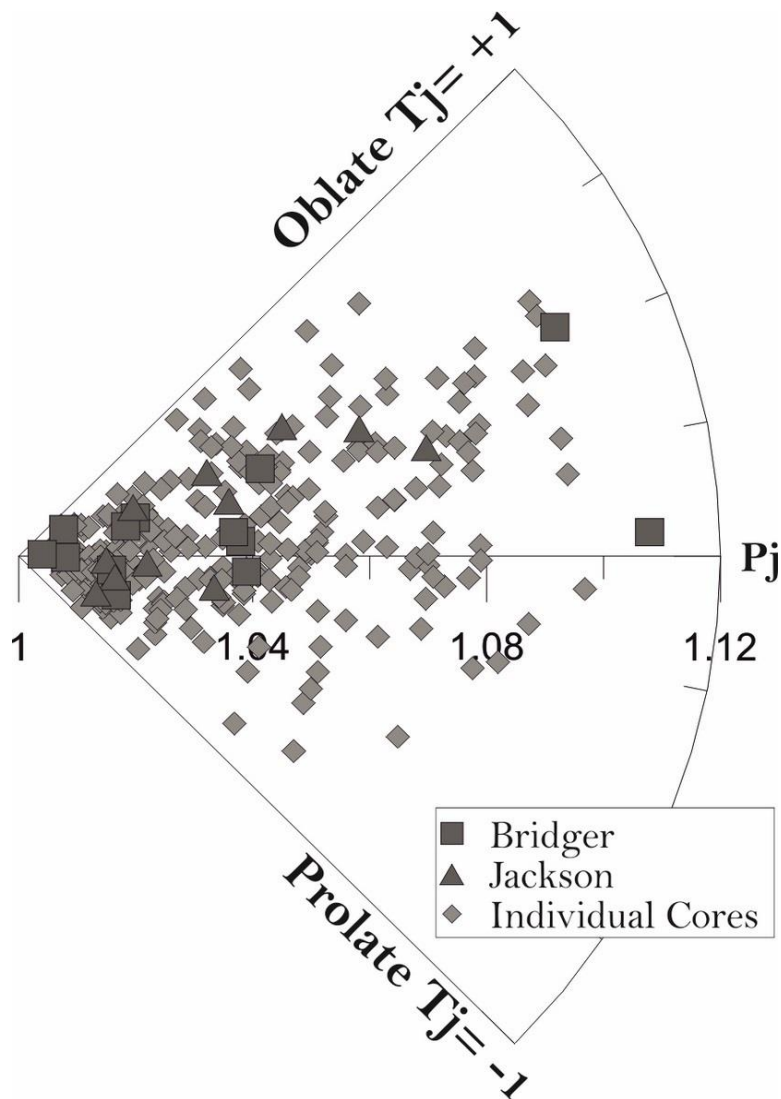 Oblate Tj= +1
Pj
1 1.04 1.08 1.12
Bridger
Jackson
Individual Cores
Prolate Tj= -1